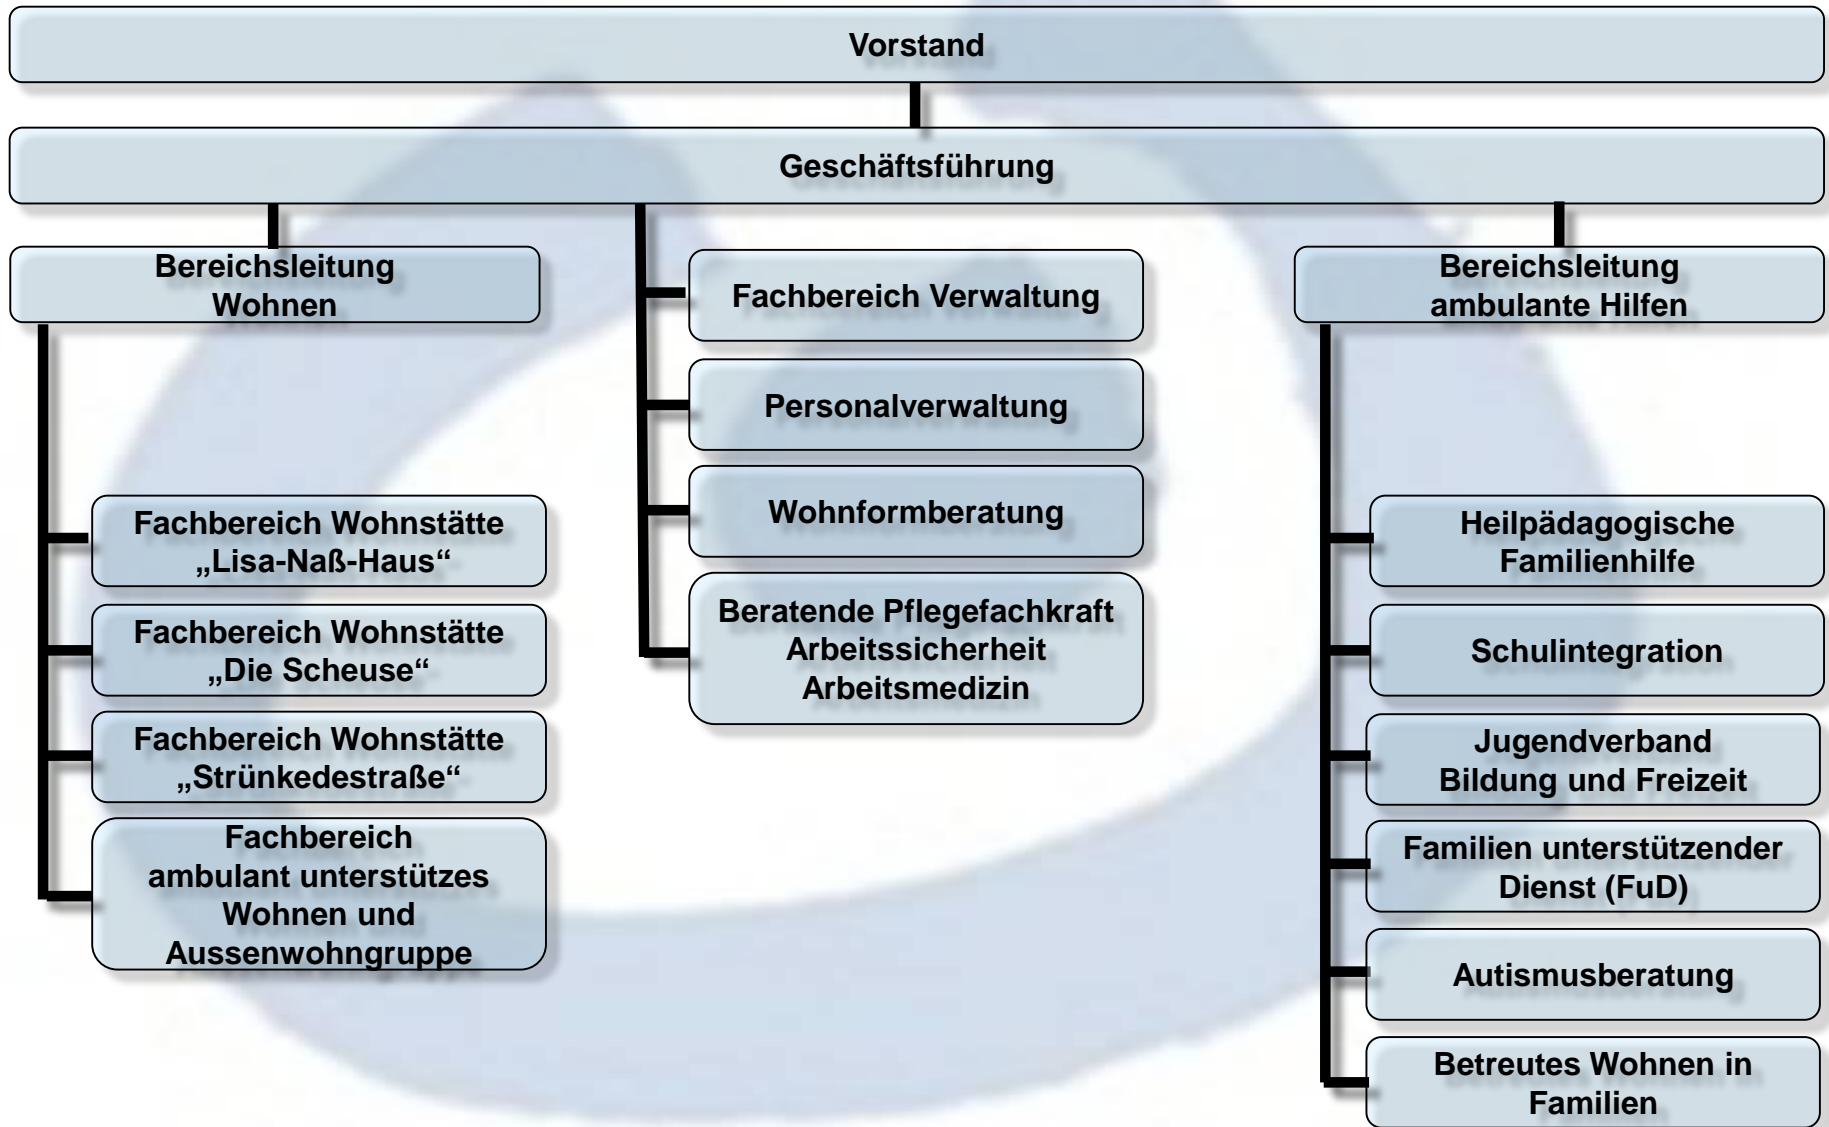 Vorstand
Geschäftsführung
Bereichsleitung
Wohnen
Fachbereich Wohnstätte
„Lisa-Naß-Haus“
Fachbereich Wohnstätte
„Die Scheuse“
Fachbereich Wohnstätte
„Strünkedestraße“
Fachbereich
ambulant unterstützes
Wohnen und
Aussenwohngruppe
Fachbereich Verwaltung
Personalverwaltung
Wohnformberatung
Beratende Pflegefachkraft
Arbeitssicherheit
Arbeitsmedizin
Bereichsleitung
ambulante Hilfen
Heilpädagogische
Familienhilfe
Schulintegration
Jugendverband
Bildung und Freizeit
Familien unterstützender
Dienst (FuD)
Autismusberatung
Betreutes Wohnen in
Familien